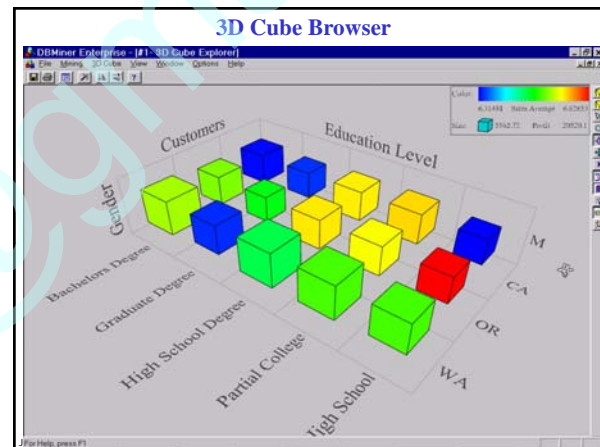 3D Cube Browser
DBMiner Enterprise - [#1- 3D Cube Explorer]
File Mining 3D Cube View Window Options Help
Color:
Sales Average
Size:
Profit
Customers
Education Level
Gender
M
Bachelors Degree
CA
Graduate Degree
OR
High School Degree
WA
Partial College
High School
For Help, press F1